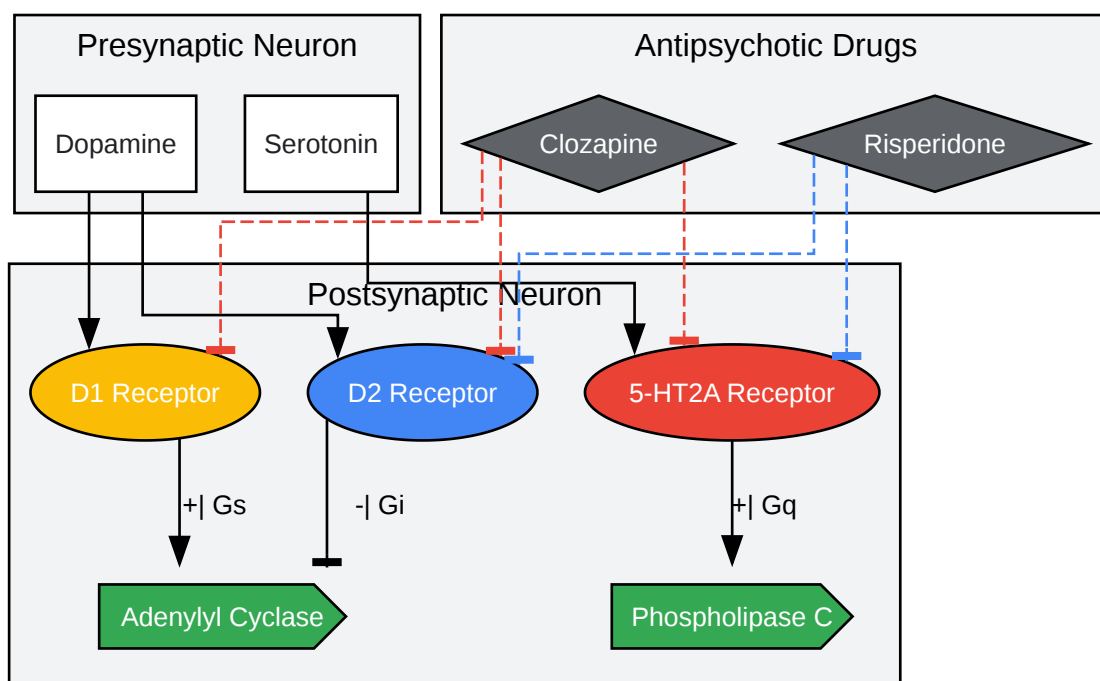 Presynaptic Neuron
Antipsychotic Drugs
Dopamine
Serotonin
Clozapine
Risperidone
Postsynaptic Neuron
D1 Receptor
D2 Receptor
5-HT2A Receptor
+| Gs
-| Gi
+| Gq
Adenylyl Cyclase
Phospholipase C